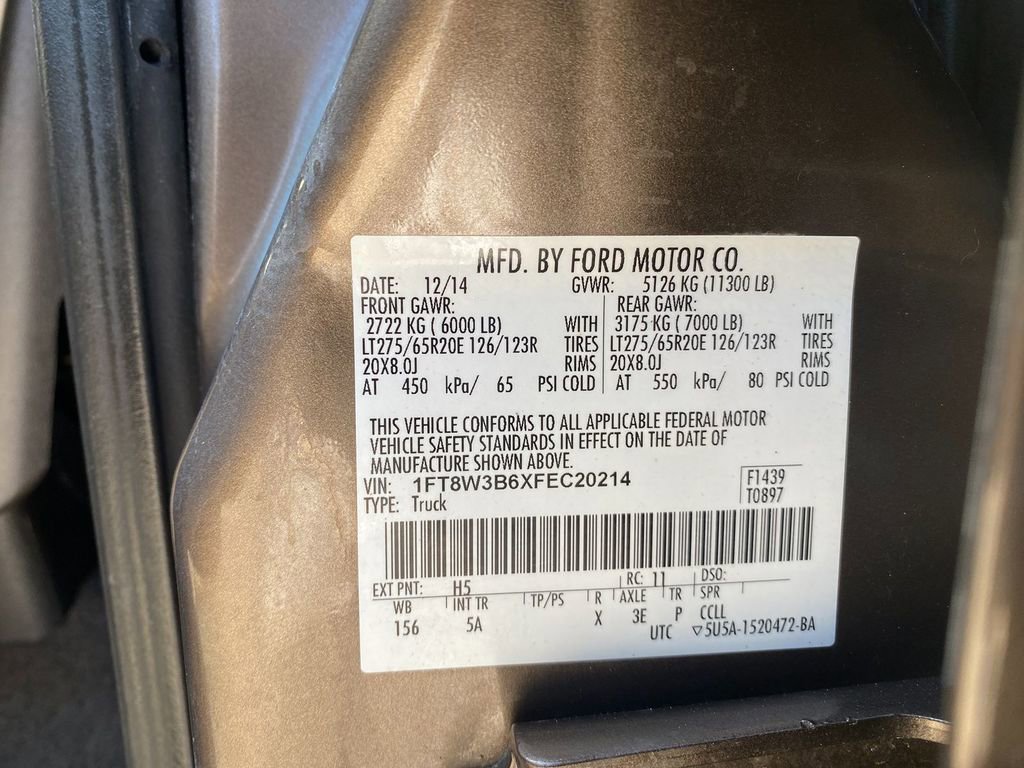 MFD. BY FORD MOTOR CO.
DATE: 12/14 GVWR: 5126 KG (11300 LB)
FRONT GAWR: REAR GAWR:
2722 KG ( 6000 LB) WITH 3175 KG ( 7000 LB) WITH
LT275/65R20E 126/123R TIRES LT275/65R20E 126/123R TIRES
20X8.0J RIMS 20X8.0J RIMS
AT 450 kPa/ 65 PSI COLD AT 550 kPa/ 80 PSI COLD
THIS VEHICLE CONFORMS TO ALL APPLICABLE FEDERAL MOTOR
VEHICLE SAFETY STANDARDS IN EFFECT ON THE DATE OF
MANUFACTURE SHOWN ABOVE.
VIN: 1FT8W3B6XFEC20214 F1439
TYPE: Truck T0897
EXT PNT: H5 RC: 11 DSO:
WB INT TR TP/PS R AXLE TR SPR
156 5A X 3E P CCLL
UTC ▽5U5A-1520472-BA